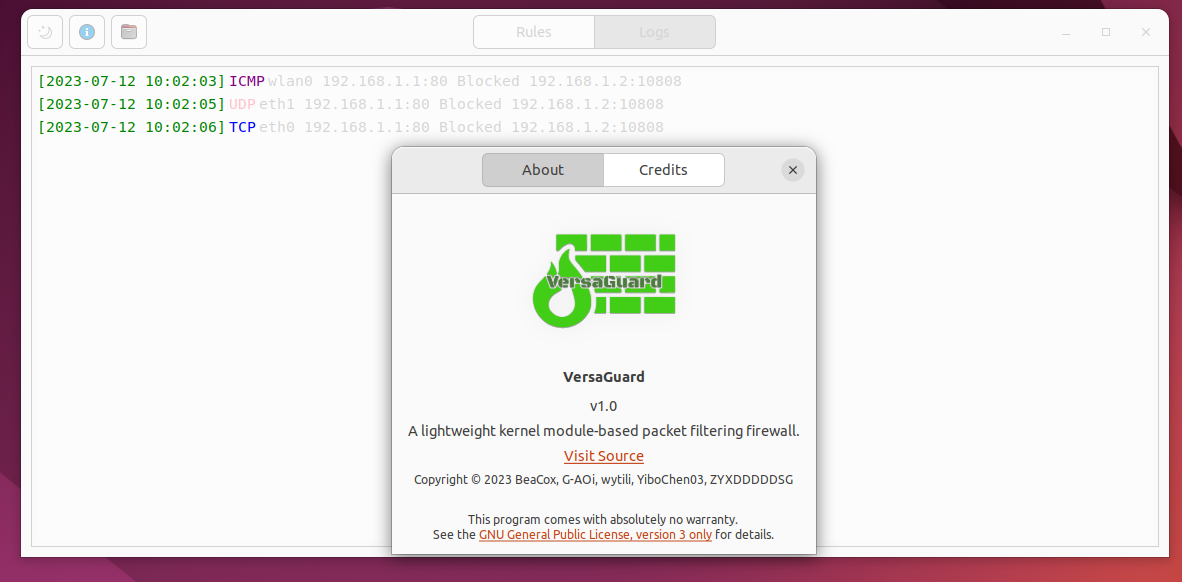 Rules Logs
[2023-07-12 10:02:03] ICMP wlan0 192.168.1.1:80 Blocked 192.168.1.2:10808
[2023-07-12 10:02:05] UDP eth1 192.168.1.1:80 Blocked 192.168.1.2:10808
[2023-07-12 10:02:06] TCP eth0 192.168.1.1:80 Blocked 192.168.1.2:10808
About Credits
VersaGuard
VersaGuard
v1.0
A lightweight kernel module-based packet filtering firewall.
Visit Source
Copyright © 2023 BeaCox, G-AOi, wytili, YiboChen03, ZYXDDDDDSG
This program comes with absolutely no warranty.
See the GNU General Public License, version 3 only for details.